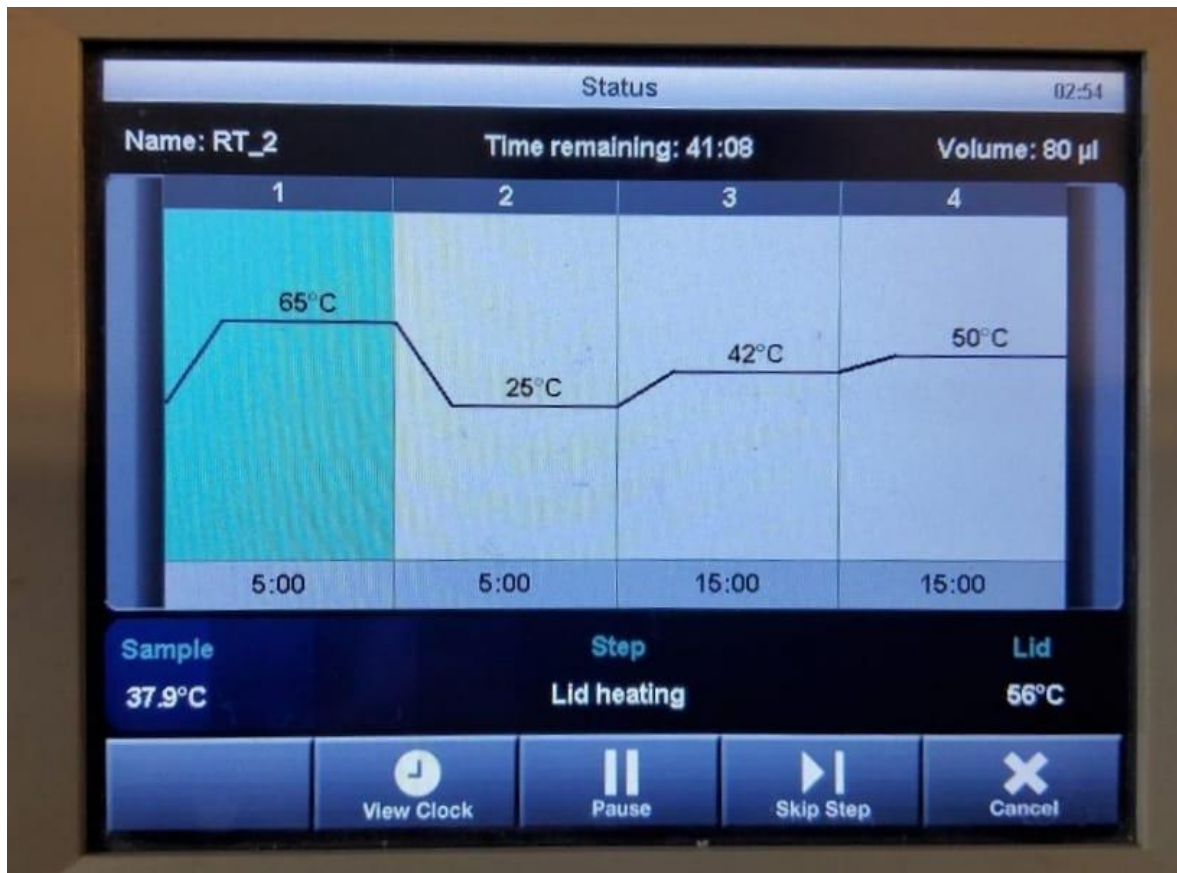 Status 02:54
Name: RT_2 Time remaining: 41:08 Volume: 80 µl
1 2 3 4
65°C
50°C
42°C
25°C
5:00 5:00 15:00 15:00
Sample Step Lid
37.9°C Lid heating 56°C
View Clock Pause Skip Step Cancel